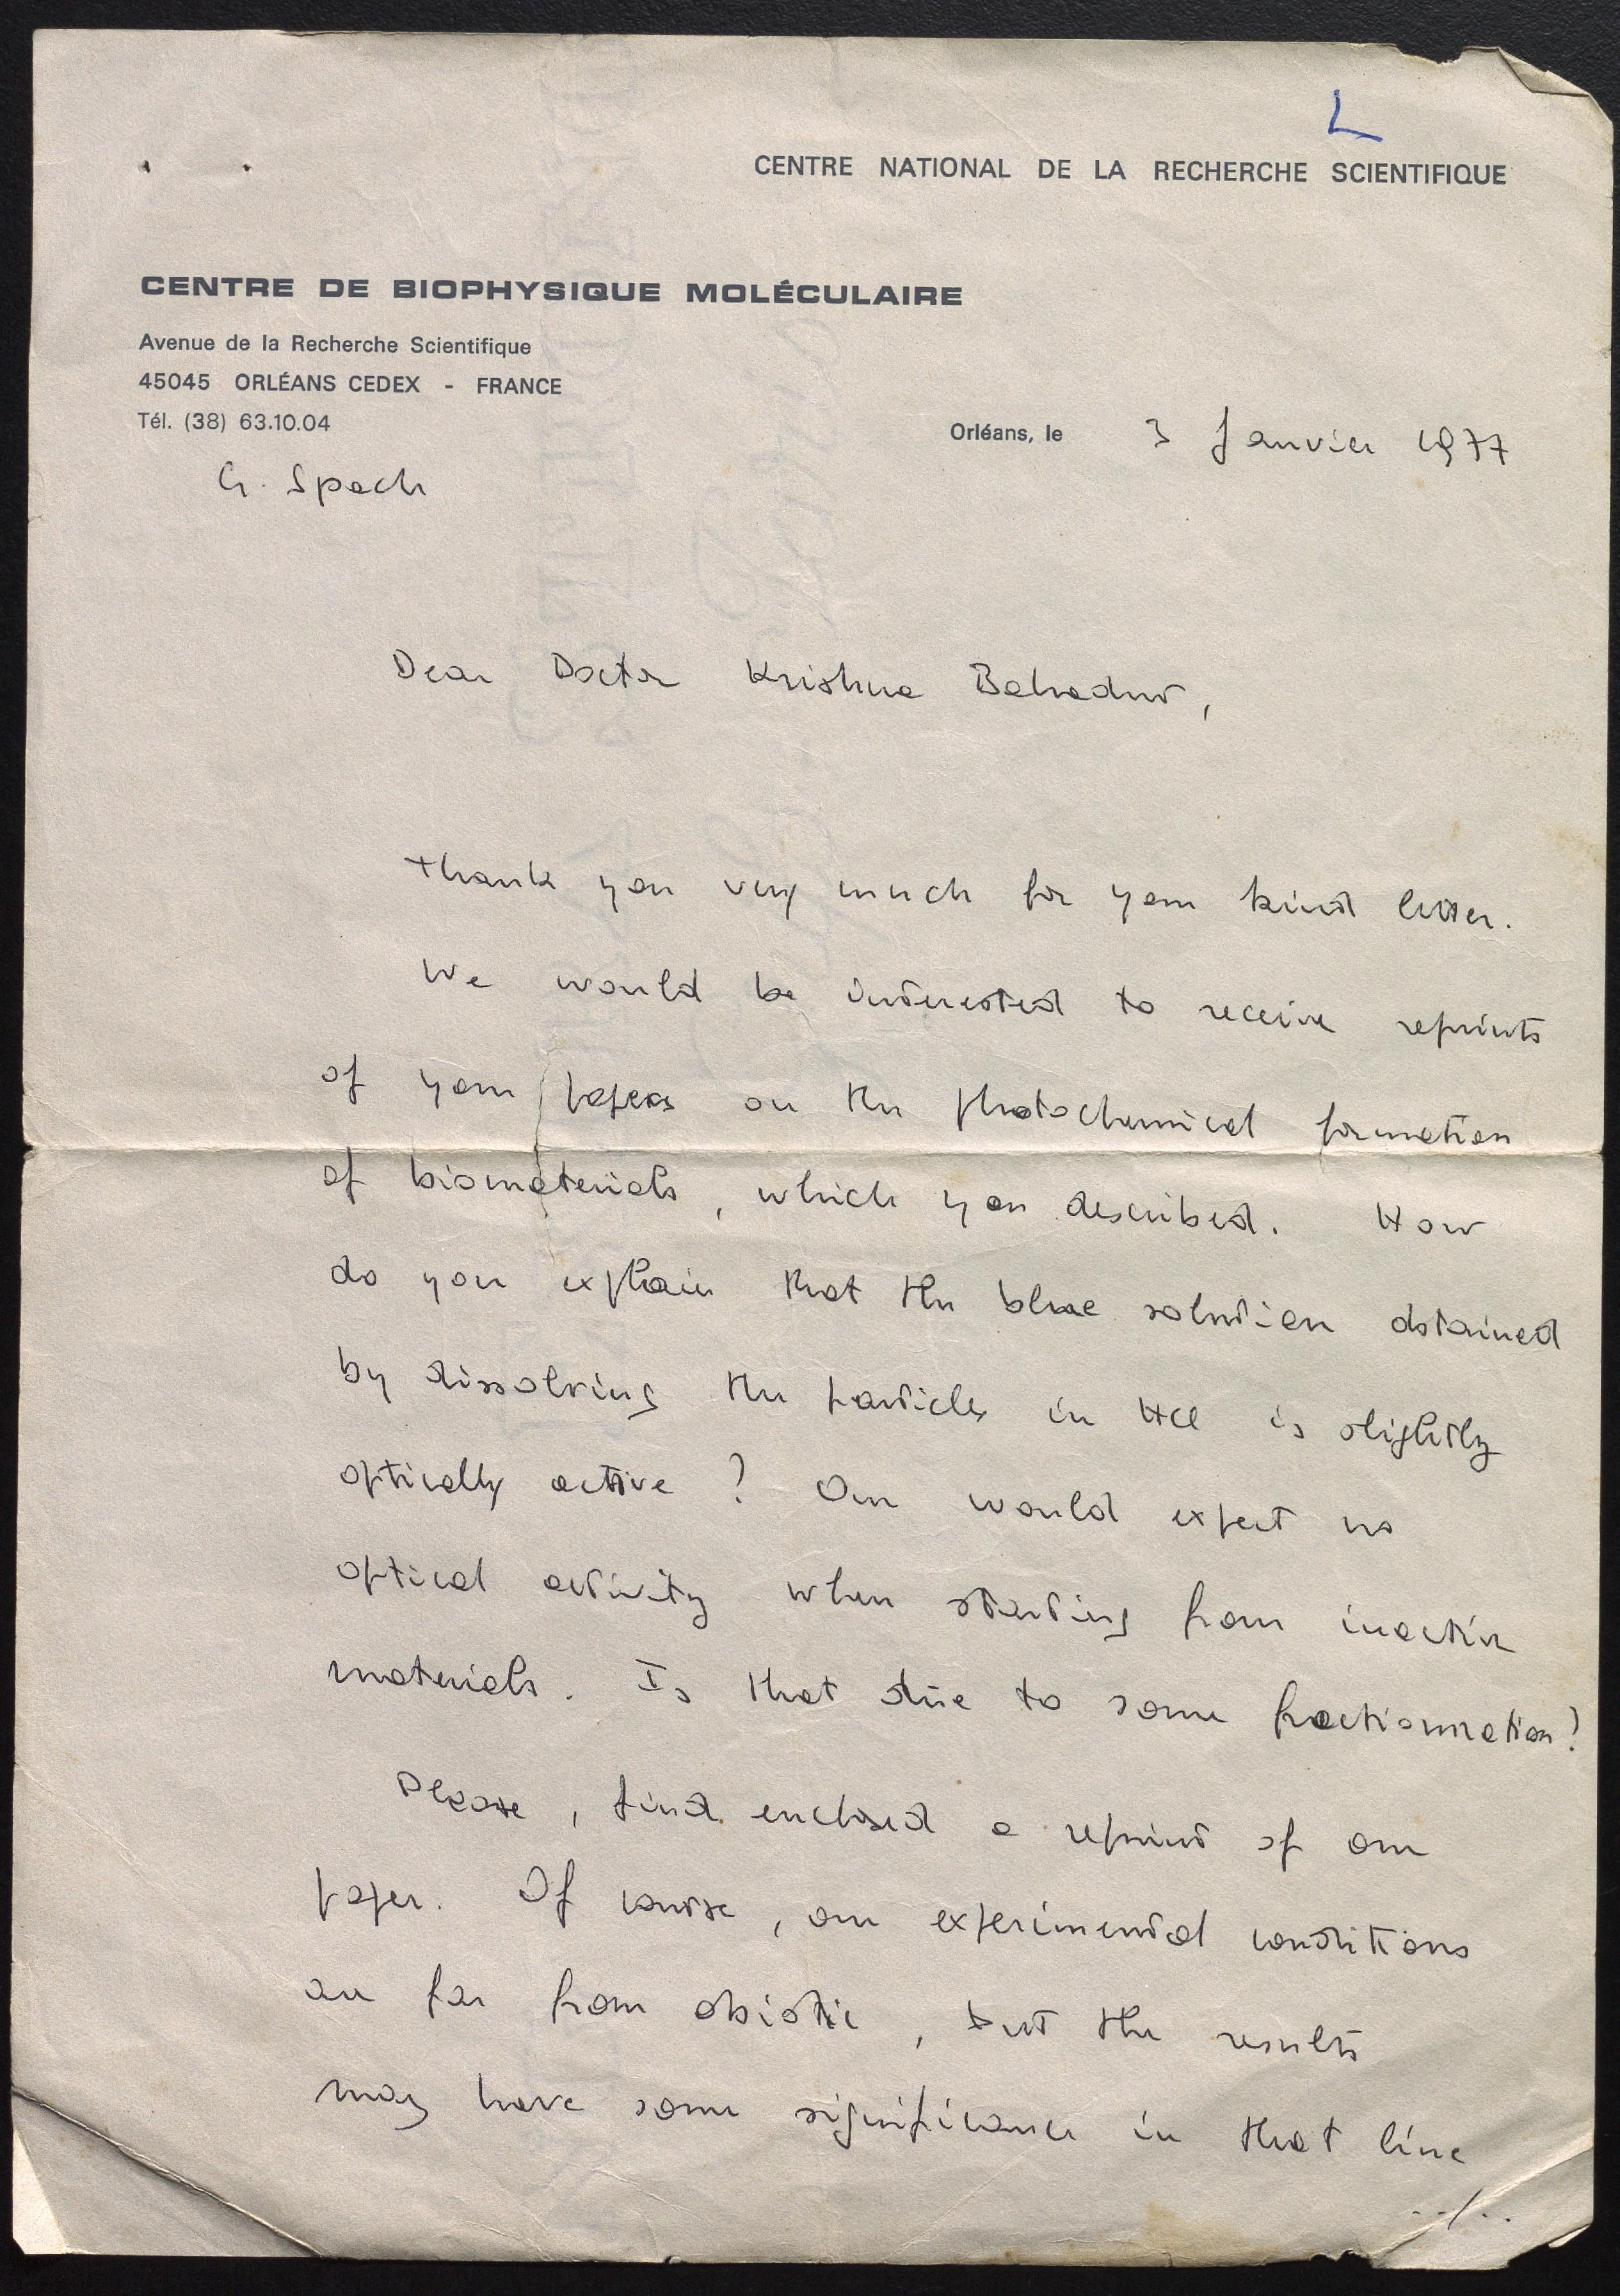 L
CENTRE NATIONAL DE LA RECHERCHE SCIENTIFIQUE
CENTRE DE BIOPHYSIQUE MOLÉCULAIRE
Avenue de la Recherche Scientifique
45045 ORLÉANS CEDEX - FRANCE
Tél. (38) 63.10.04
Orléans, le 3 Janvier 1977
G. Spach
Dear Doctor Krishna Bahadur,
Thank you very much for your kind letter.
We would be interested to receive reprints
of your papers on the photochemical formation
of biomaterials, which you described. How
do you explain that the blue solution obtained
by dissolving the particles in HCl is slightly
optically active ? One would expect no
optical activity when starting from inactive
materials. Is that due to some fractionnation ?
Please, find enclosed a reprint of our
paper. Of course, our experimental conditions
are far from abiotic, but the results
may have some significance in that line
../..